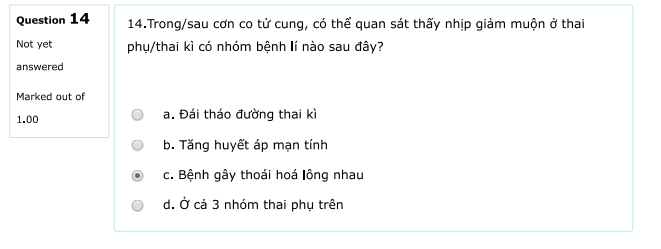 Question 14
Not yet
answered
Marked out of
1.00
14.Trong/sau cơn co tử cung, có thể quan sát thấy nhịp giảm muộn ở thai
phụ/thai kì có nhóm bệnh lí nào sau đây?
a. Đái tháo đường thai kì
b. Tăng huyết áp mạn tính
c. Bệnh gây thoái hoá lông nhau
d. Ở cả 3 nhóm thai phụ trên